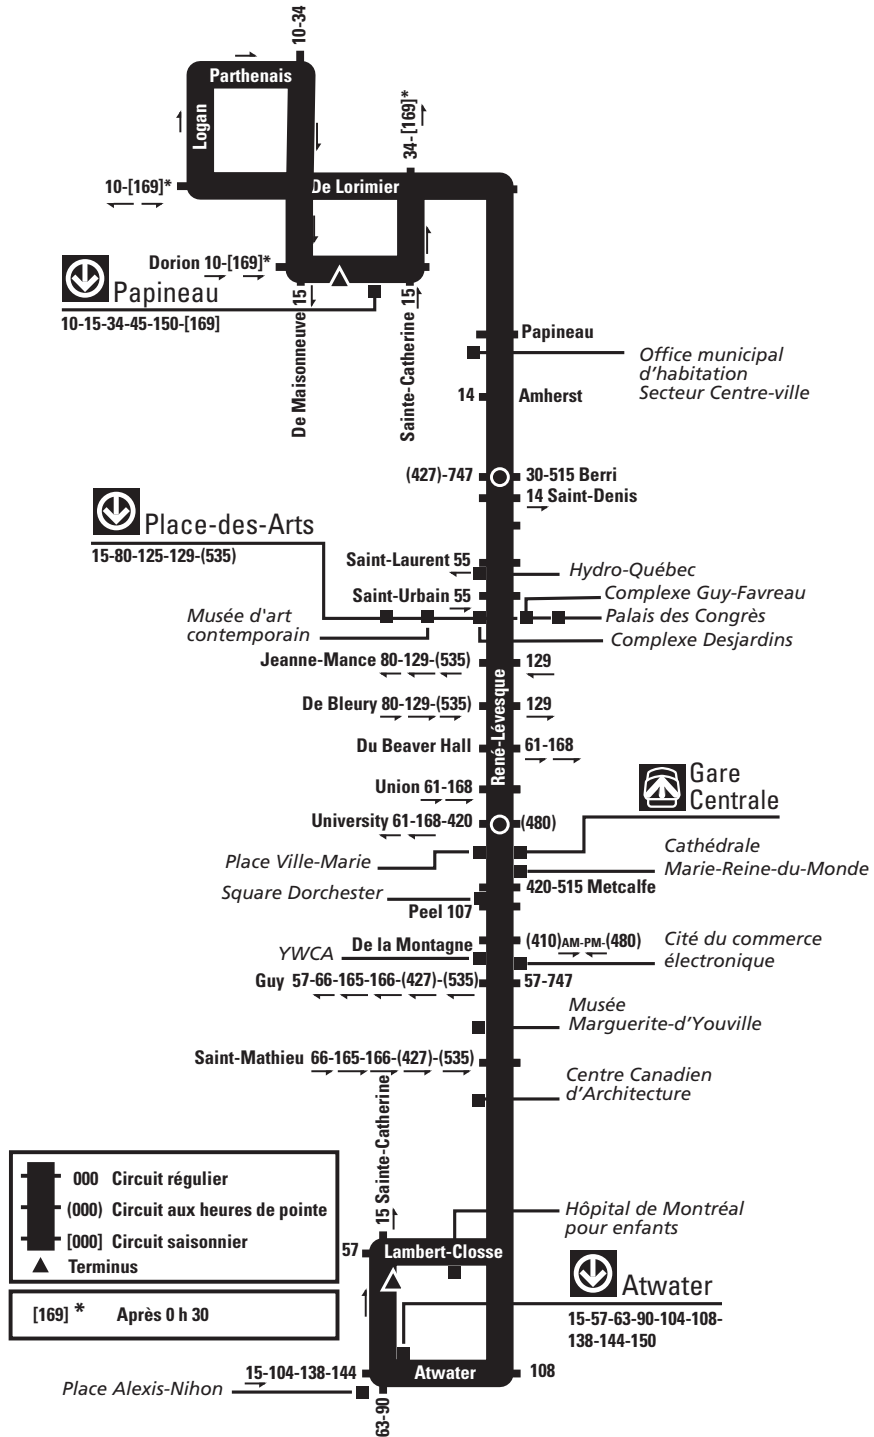 10-34
Parthenais
Logan
34-[169]*
10-[169]*
De Lorimier
Dorion 10-[169]*
Papineau
10-15-34-45-150-[169]
De Maisonneuve 15
Sainte-Catherine 15
Papineau
Office municipal
d'habitation
Secteur Centre-ville
14
Amherst
(427)-747
30-515 Berri
14 Saint-Denis
Place-des-Arts
15-80-125-129-(535)
Saint-Laurent 55
Hydro-Québec
Saint-Urbain 55
Complexe Guy-Favreau
Musée d'art
contemporain
Palais des Congrès
Complexe Desjardins
Jeanne-Mance 80-129-(535)
129
René-Lévesque
De Bleury 80-129-(535)
129
Du Beaver Hall
61-168
Gare
Centrale
Union 61-168
University 61-168-420
(480)
Place Ville-Marie
Cathédrale
Marie-Reine-du-Monde
Square Dorchester
420-515 Metcalfe
Peel 107
De la Montagne
(410)AM-PM-(480)
Cité du commerce
électronique
YWCA
Guy 57-66-165-166-(427)-(535)
57-747
Musée
Marguerite-d'Youville
Saint-Mathieu 66-165-166-(427)-(535)
Centre Canadien
d'Architecture
15 Sainte-Catherine
000 Circuit régulier
(000) Circuit aux heures de pointe
[000] Circuit saisonnier
Terminus
[169] * Après 0 h 30
57
Lambert-Closse
Hôpital de Montréal
pour enfants
Atwater
15-57-63-90-104-108-
138-144-150
15-104-138-144
Atwater
108
Place Alexis-Nihon
63-90